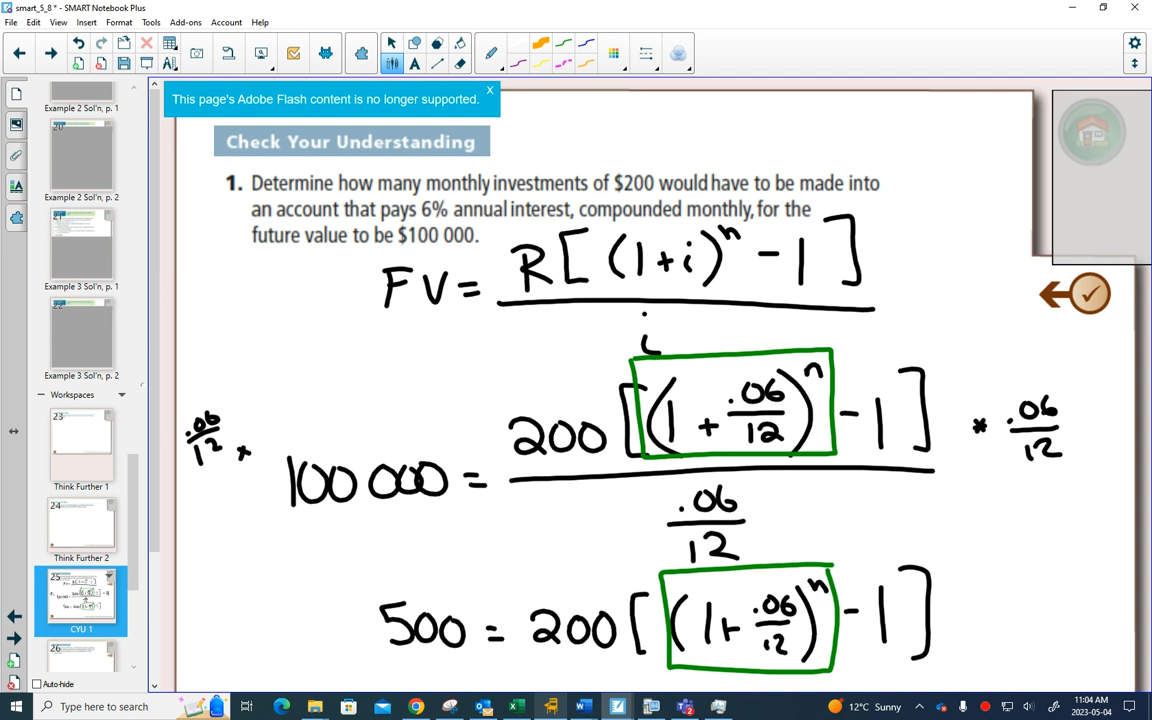 smart_5_8 * - SMART Notebook Plus
File Edit View Insert Format Tools Add-ons Account Help
This page's Adobe Flash content is no longer supported. X
Example 2 Sol'n, p. 1
20
Example 2 Sol'n, p. 2
21
Example 3 Sol'n, p. 1
22
Example 3 Sol'n, p. 2
Workspaces
23
Think Further 1
24
Think Further 2
25
CYU 1
26
Auto-hide
Check Your Understanding
1. Determine how many monthly investments of $200 would have to be made into
an account that pays 6% annual interest, compounded monthly, for the
future value to be $100 000.
FV = R[(1+i)^n - 1] / i
.06/12 * 100 000 = 200[(1 + .06/12)^n - 1] / .06/12 * .06/12
500 = 200[(1 + .06/12)^n - 1]
Type here to search
12°C Sunny
11:04 AM
2023-05-04